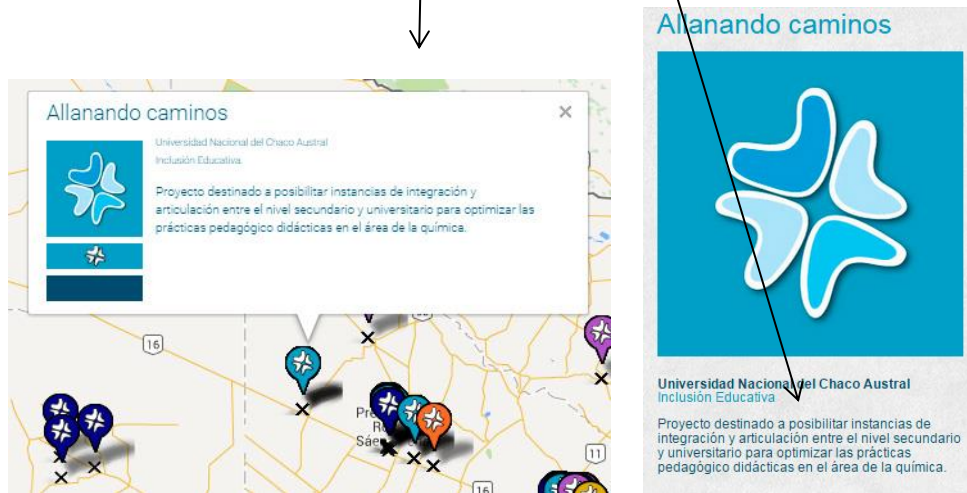 Allanando caminos
×
Universidad Nacional del Chaco Austral
Inclusión Educativa
Proyecto destinado a posibilitar instancias de integración y
articulación entre el nivel secundario y universitario para optimizar las
prácticas pedagógico didácticas en el área de la química.
16
Sáe
11
16
Allanando caminos
Universidad Nacional del Chaco Austral
Inclusión Educativa
Proyecto destinado a posibilitar instancias de
integración y articulación entre el nivel secundario
y universitario para optimizar las prácticas
pedagógico didácticas en el área de la química.